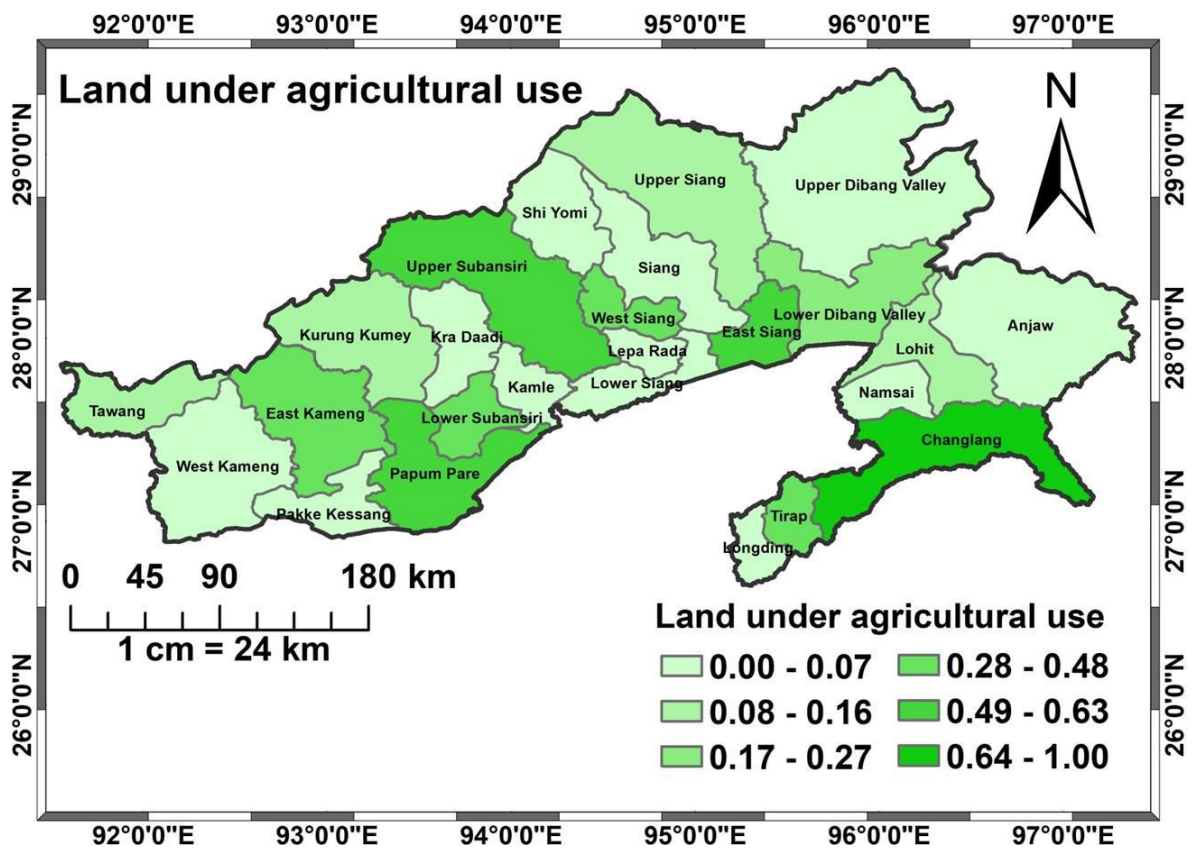 92°0'0"E 93°0'0"E 94°0'0"E 95°0'0"E 96°0'0"E 97°0'0"E
Land under agricultural use
N
29°0'0"N
28°0'0"N
27°0'0"N
26°0'0"N
29°0'0"N
28°0'0"N
27°0'0"N
26°0'0"N
Upper Siang
Upper Dibang Valley
Shi Yomi
Upper Subansiri
Siang
West Siang
Lower Dibang Valley
Anjaw
East Siang
Kurung Kumey
Kra Daadi
Lepa Rada
Lohit
Lower Siang
Kamle
Namsai
Tawang
East Kameng
Lower Subansiri
Changlang
West Kameng
Papum Pare
Pakke Kessang
Tirap
Longding
0 45 90 180 km
1 cm = 24 km
Land under agricultural use
0.00 - 0.07
0.08 - 0.16
0.17 - 0.27
0.28 - 0.48
0.49 - 0.63
0.64 - 1.00
92°0'0"E 93°0'0"E 94°0'0"E 95°0'0"E 96°0'0"E 97°0'0"E